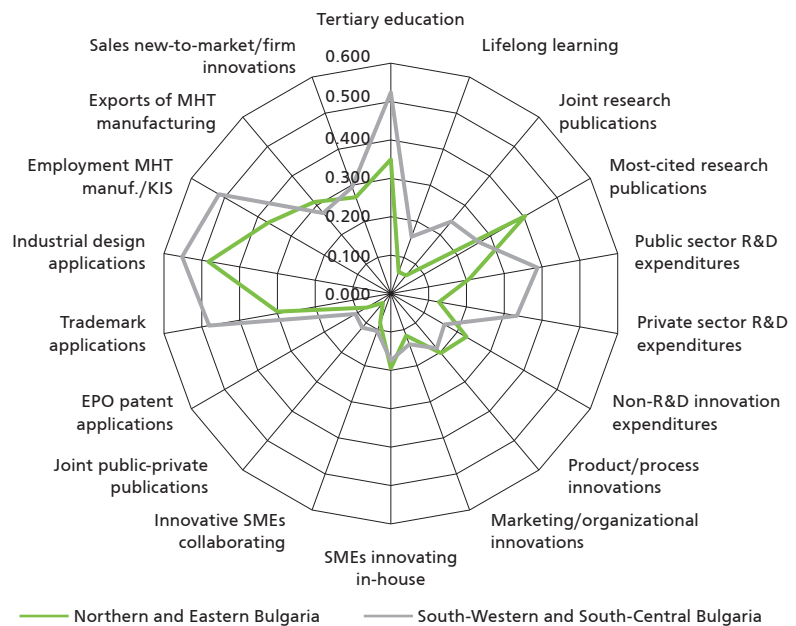 Tertiary education
Sales new-to-market/firm
innovations
Lifelong learning
Exports of MHT
manufacturing
Joint research
publications
Employment MHT
manuf./KIS
Most-cited research
publications
Industrial design
applications
Public sector R&D
expenditures
Trademark
applications
Private sector R&D
expenditures
EPO patent
applications
Non-R&D innovation
expenditures
Joint public-private
publications
Product/process
innovations
Innovative SMEs
collaborating
Marketing/organizational
innovations
SMEs innovating
in-house
0.600
0.500
0.400
0.300
0.200
0.100
0.000
Northern and Eastern Bulgaria
South-Western and South-Central Bulgaria